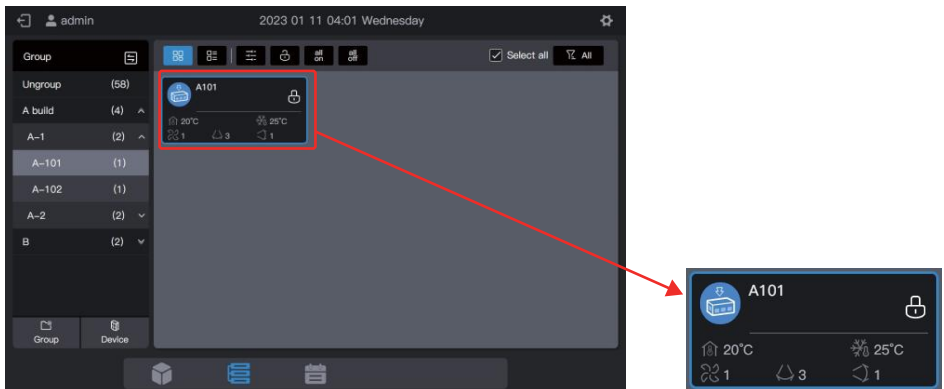 admin
2023 01 11 04:01 Wednesday
Group
all on
all off
Select all
All
Ungroup (58)
A build (4)
A-1 (2)
A-101 (1)
A-102 (1)
A-2 (2)
B (2)
Group
Device
A101
20°C
25°C
1
3
1
A101
20°C
25°C
1
3
1